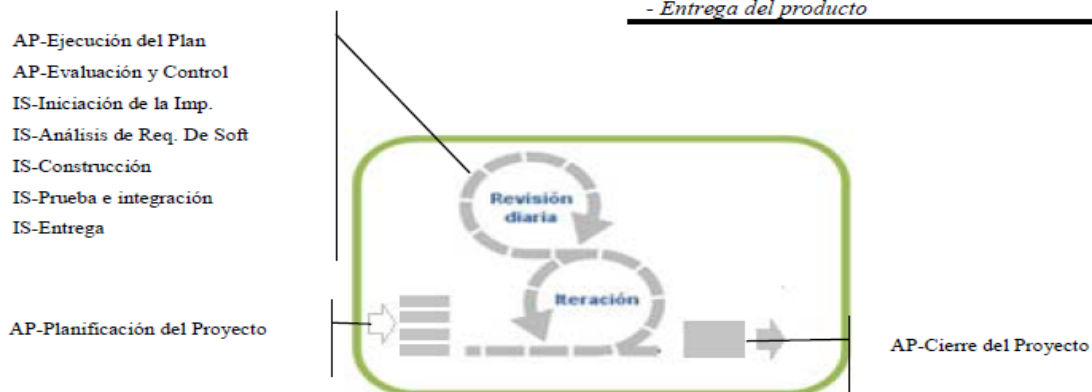 - Entrega del producto
AP-Ejecución del Plan
AP-Evaluación y Control
IS-Iniciación de la Imp.
IS-Análisis de Req. De Soft
IS-Construcción
IS-Prueba e integración
IS-Entrega
Revisión
diaria
Iteración
AP-Planificación del Proyecto
AP-Cierre del Proyecto